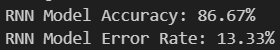 RNN Model Accuracy: 86.67%
RNN Model Error Rate: 13.33%